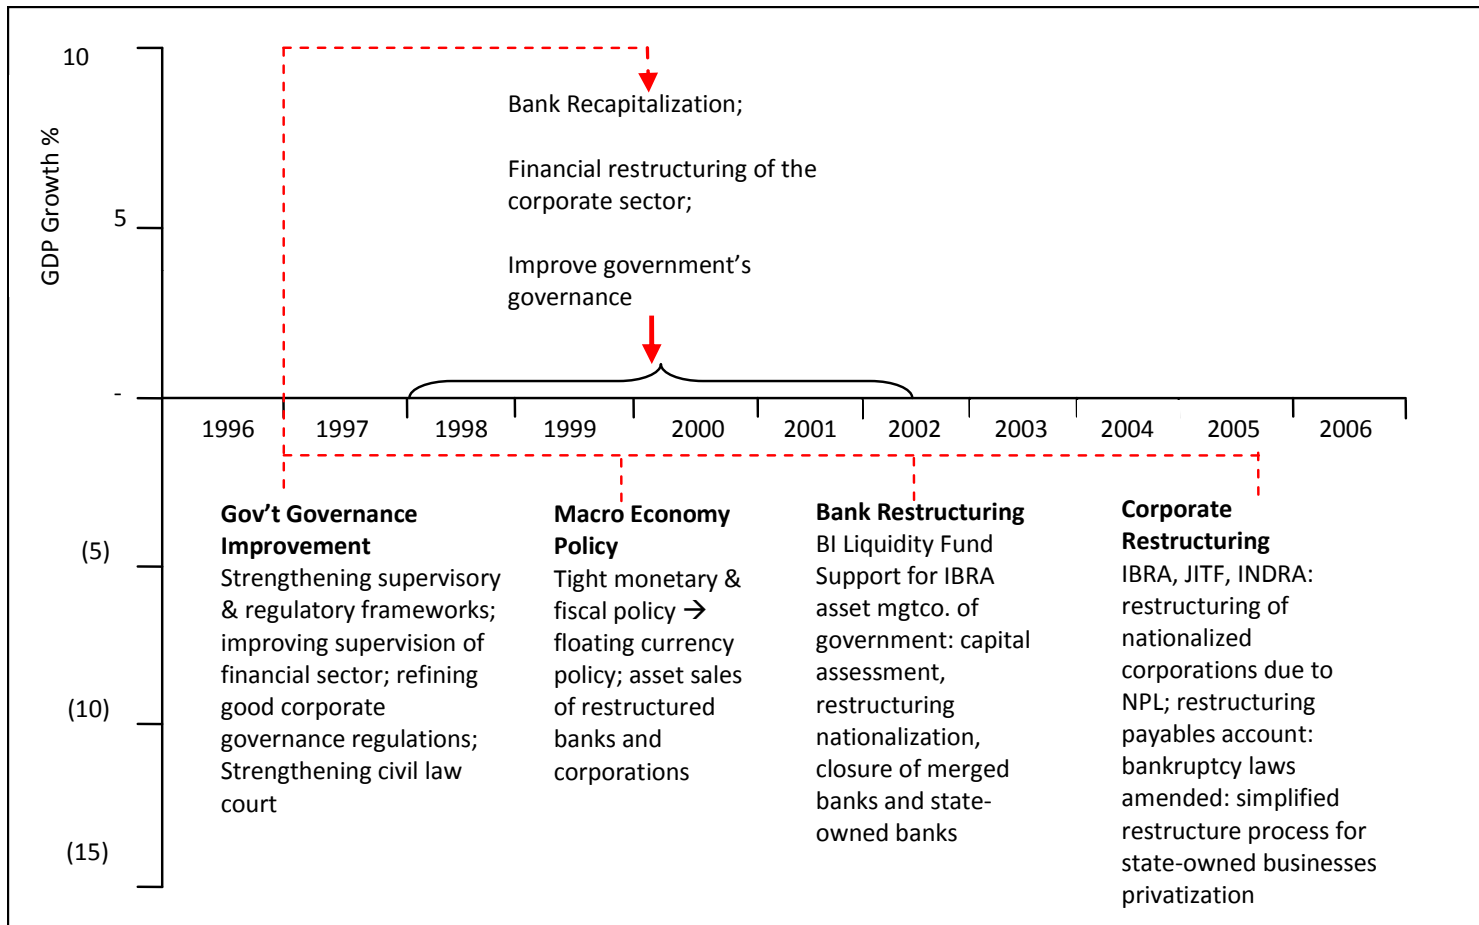 10
GDP Growth %
5
-
(5)
(10)
(15)
Bank Recapitalization;
Financial restructuring of the
corporate sector;
Improve government’s
governance
1996 1997 1998 1999 2000 2001 2002 2003 2004 2005 2006
Gov’t Governance
Improvement
Strengthening supervisory
& regulatory frameworks;
improving supervision of
financial sector; refining
good corporate
governance regulations;
Strengthening civil law
court
Macro Economy
Policy
Tight monetary &
fiscal policy →
floating currency
policy; asset sales
of restructured
banks and
corporations
Bank Restructuring
BI Liquidity Fund
Support for IBRA
asset mgtco. of
government: capital
assessment,
restructuring
nationalization,
closure of merged
banks and state-
owned banks
Corporate
Restructuring
IBRA, JITF, INDRA:
restructuring of
nationalized
corporations due to
NPL; restructuring
payables account:
bankruptcy laws
amended: simplified
restructure process for
state-owned businesses
privatization